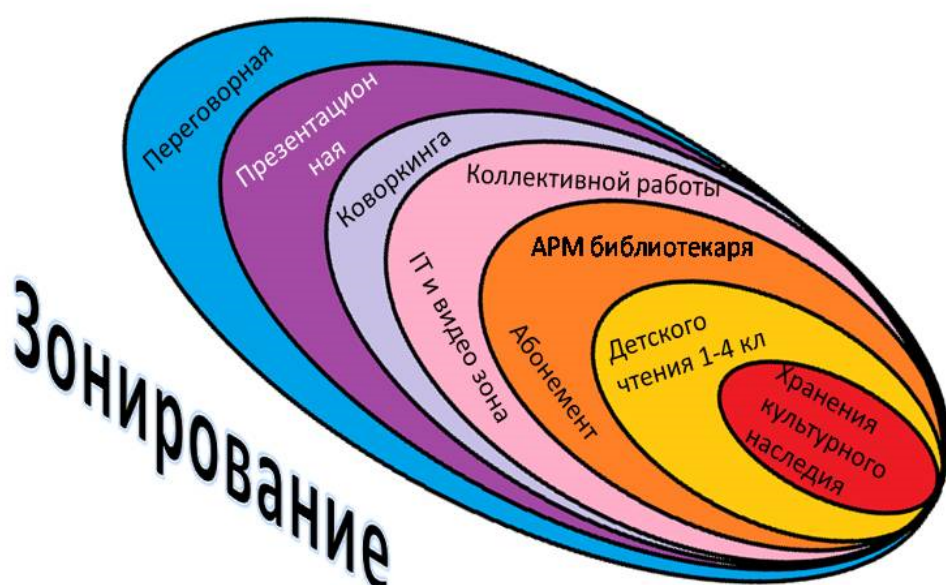 Переговорная
Презентацион
ная
Коворкинга
Коллективной работы
IT и видео зона
АРМ библиотекаря
Абонемент
Детского
чтения 1-4 кл
Хранения
культурного
наследия
Зонирование